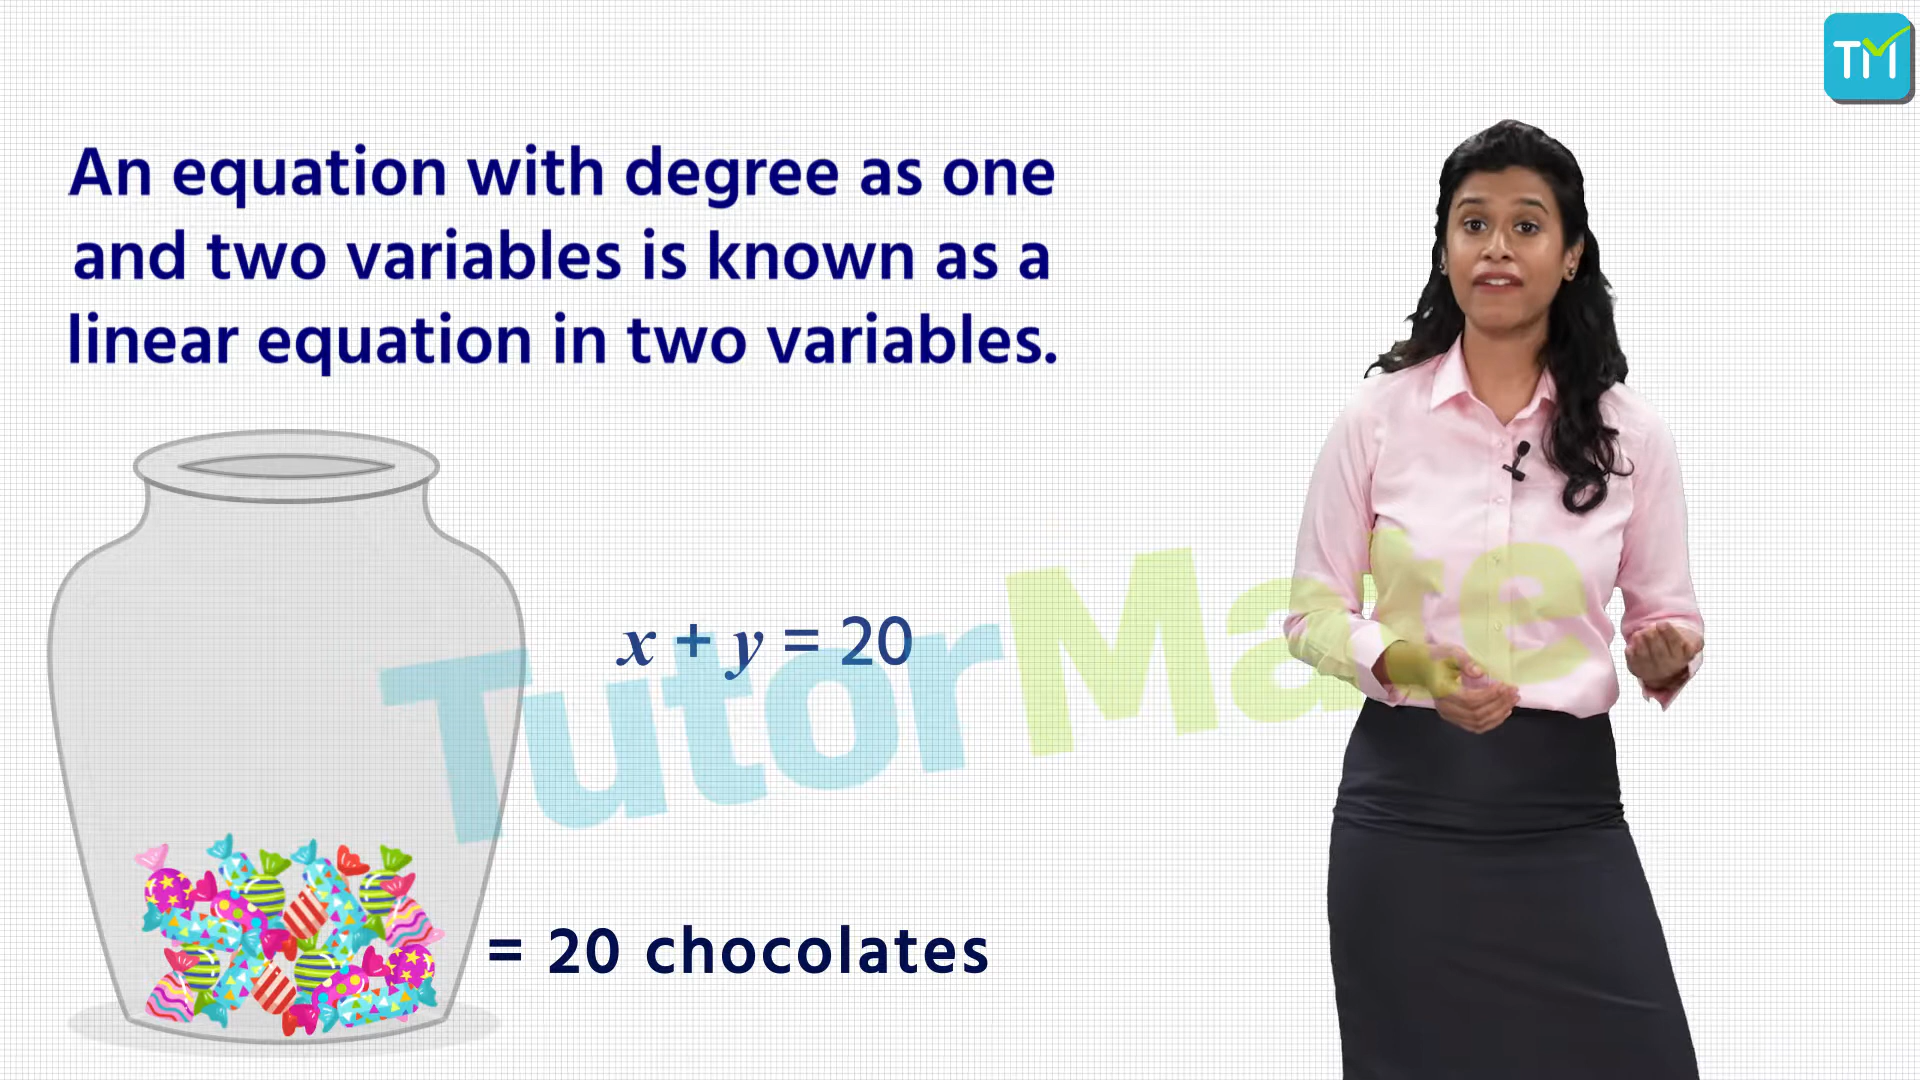 TM
An equation with degree as one
and two variables is known as a
linear equation in two variables.
x + y = 20
TutorMate
= 20 chocolates